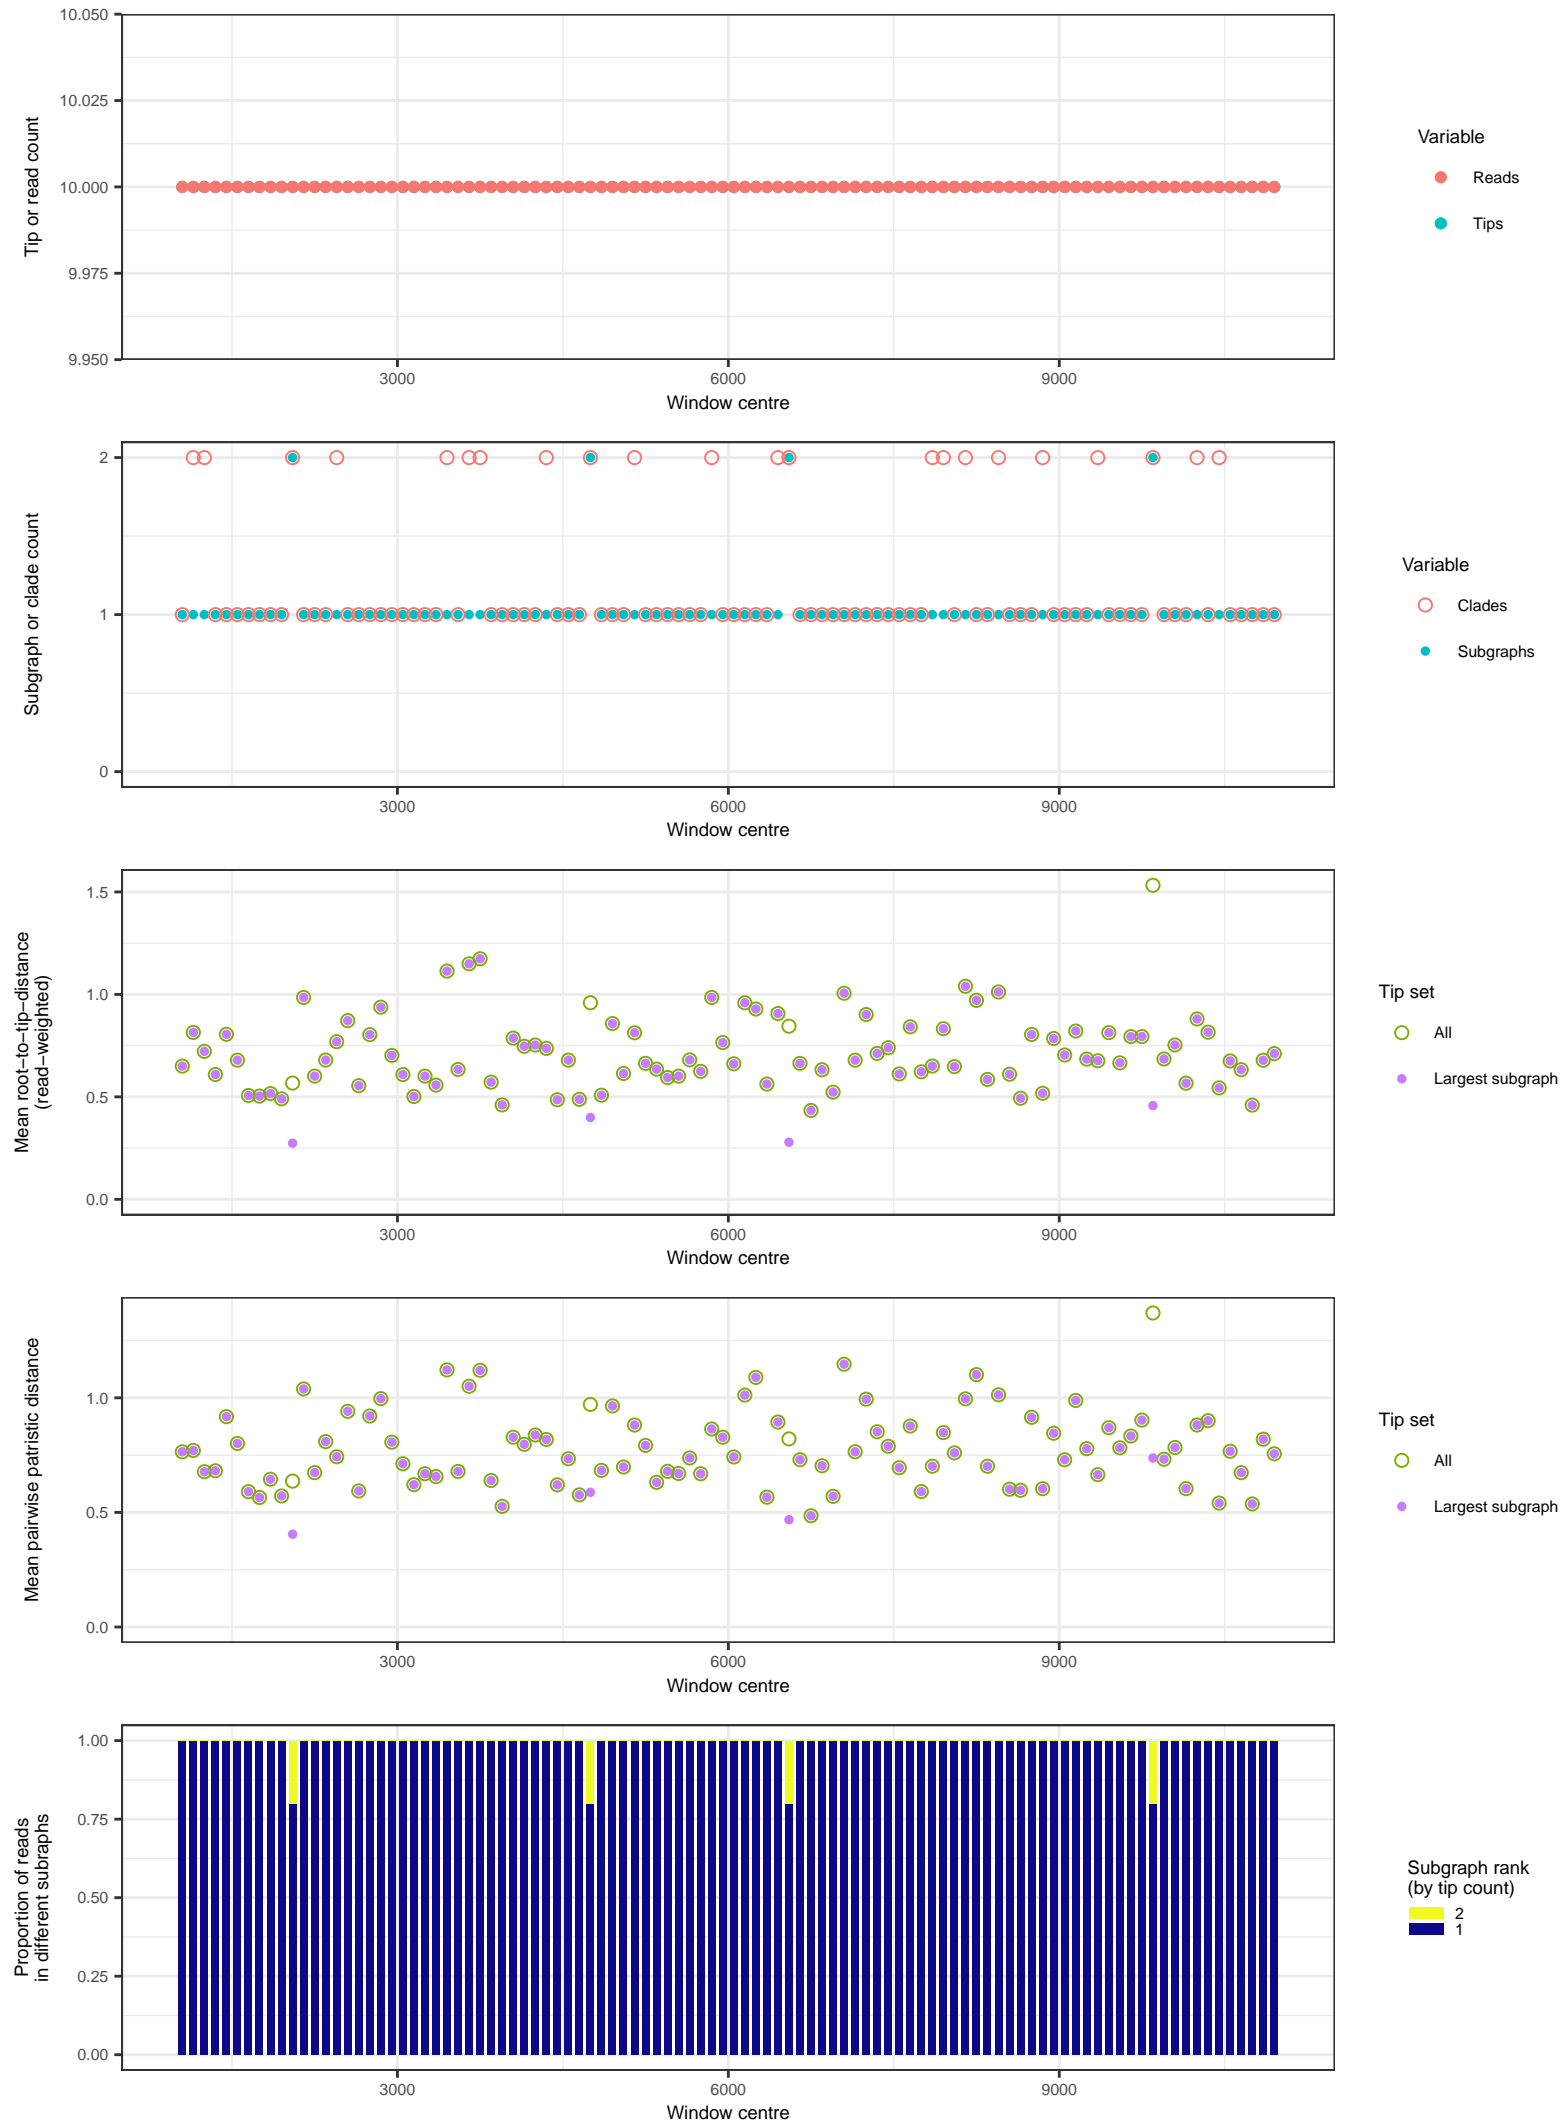 10.050
10.025
10.000
9.975
9.950
Tip or read count
3000 6000 9000
Window centre
Variable
Reads
Tips
2
1
0
Subgraph or clade count
3000 6000 9000
Window centre
Variable
Clades
Subgraphs
1.5
1.0
0.5
0.0
Mean root−to−tip−distance
(read−weighted)
3000 6000 9000
Window centre
Tip set
All
Largest subgraph
1.0
0.5
0.0
Mean pairwise patristic distance
3000 6000 9000
Window centre
Tip set
All
Largest subgraph
1.00
0.75
0.50
0.25
0.00
Proportion of reads
in different subraphs
3000 6000 9000
Window centre
Subgraph rank
(by tip count)
2
1